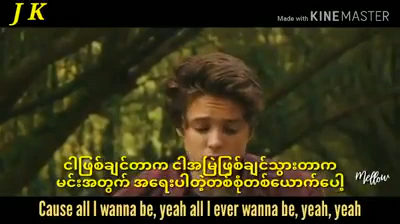 J K
Made with KINEMASTER
ငါဖြစ်ချင်တာက ငါအမြဲဖြစ်ချင်သွားတာက
မင်းအတွက် အရေးပါတဲ့တစ်စုံတစ်ယောက်ပေါ့
Mellow
Cause all I wanna be, yeah all I ever wanna be, yeah, yeah